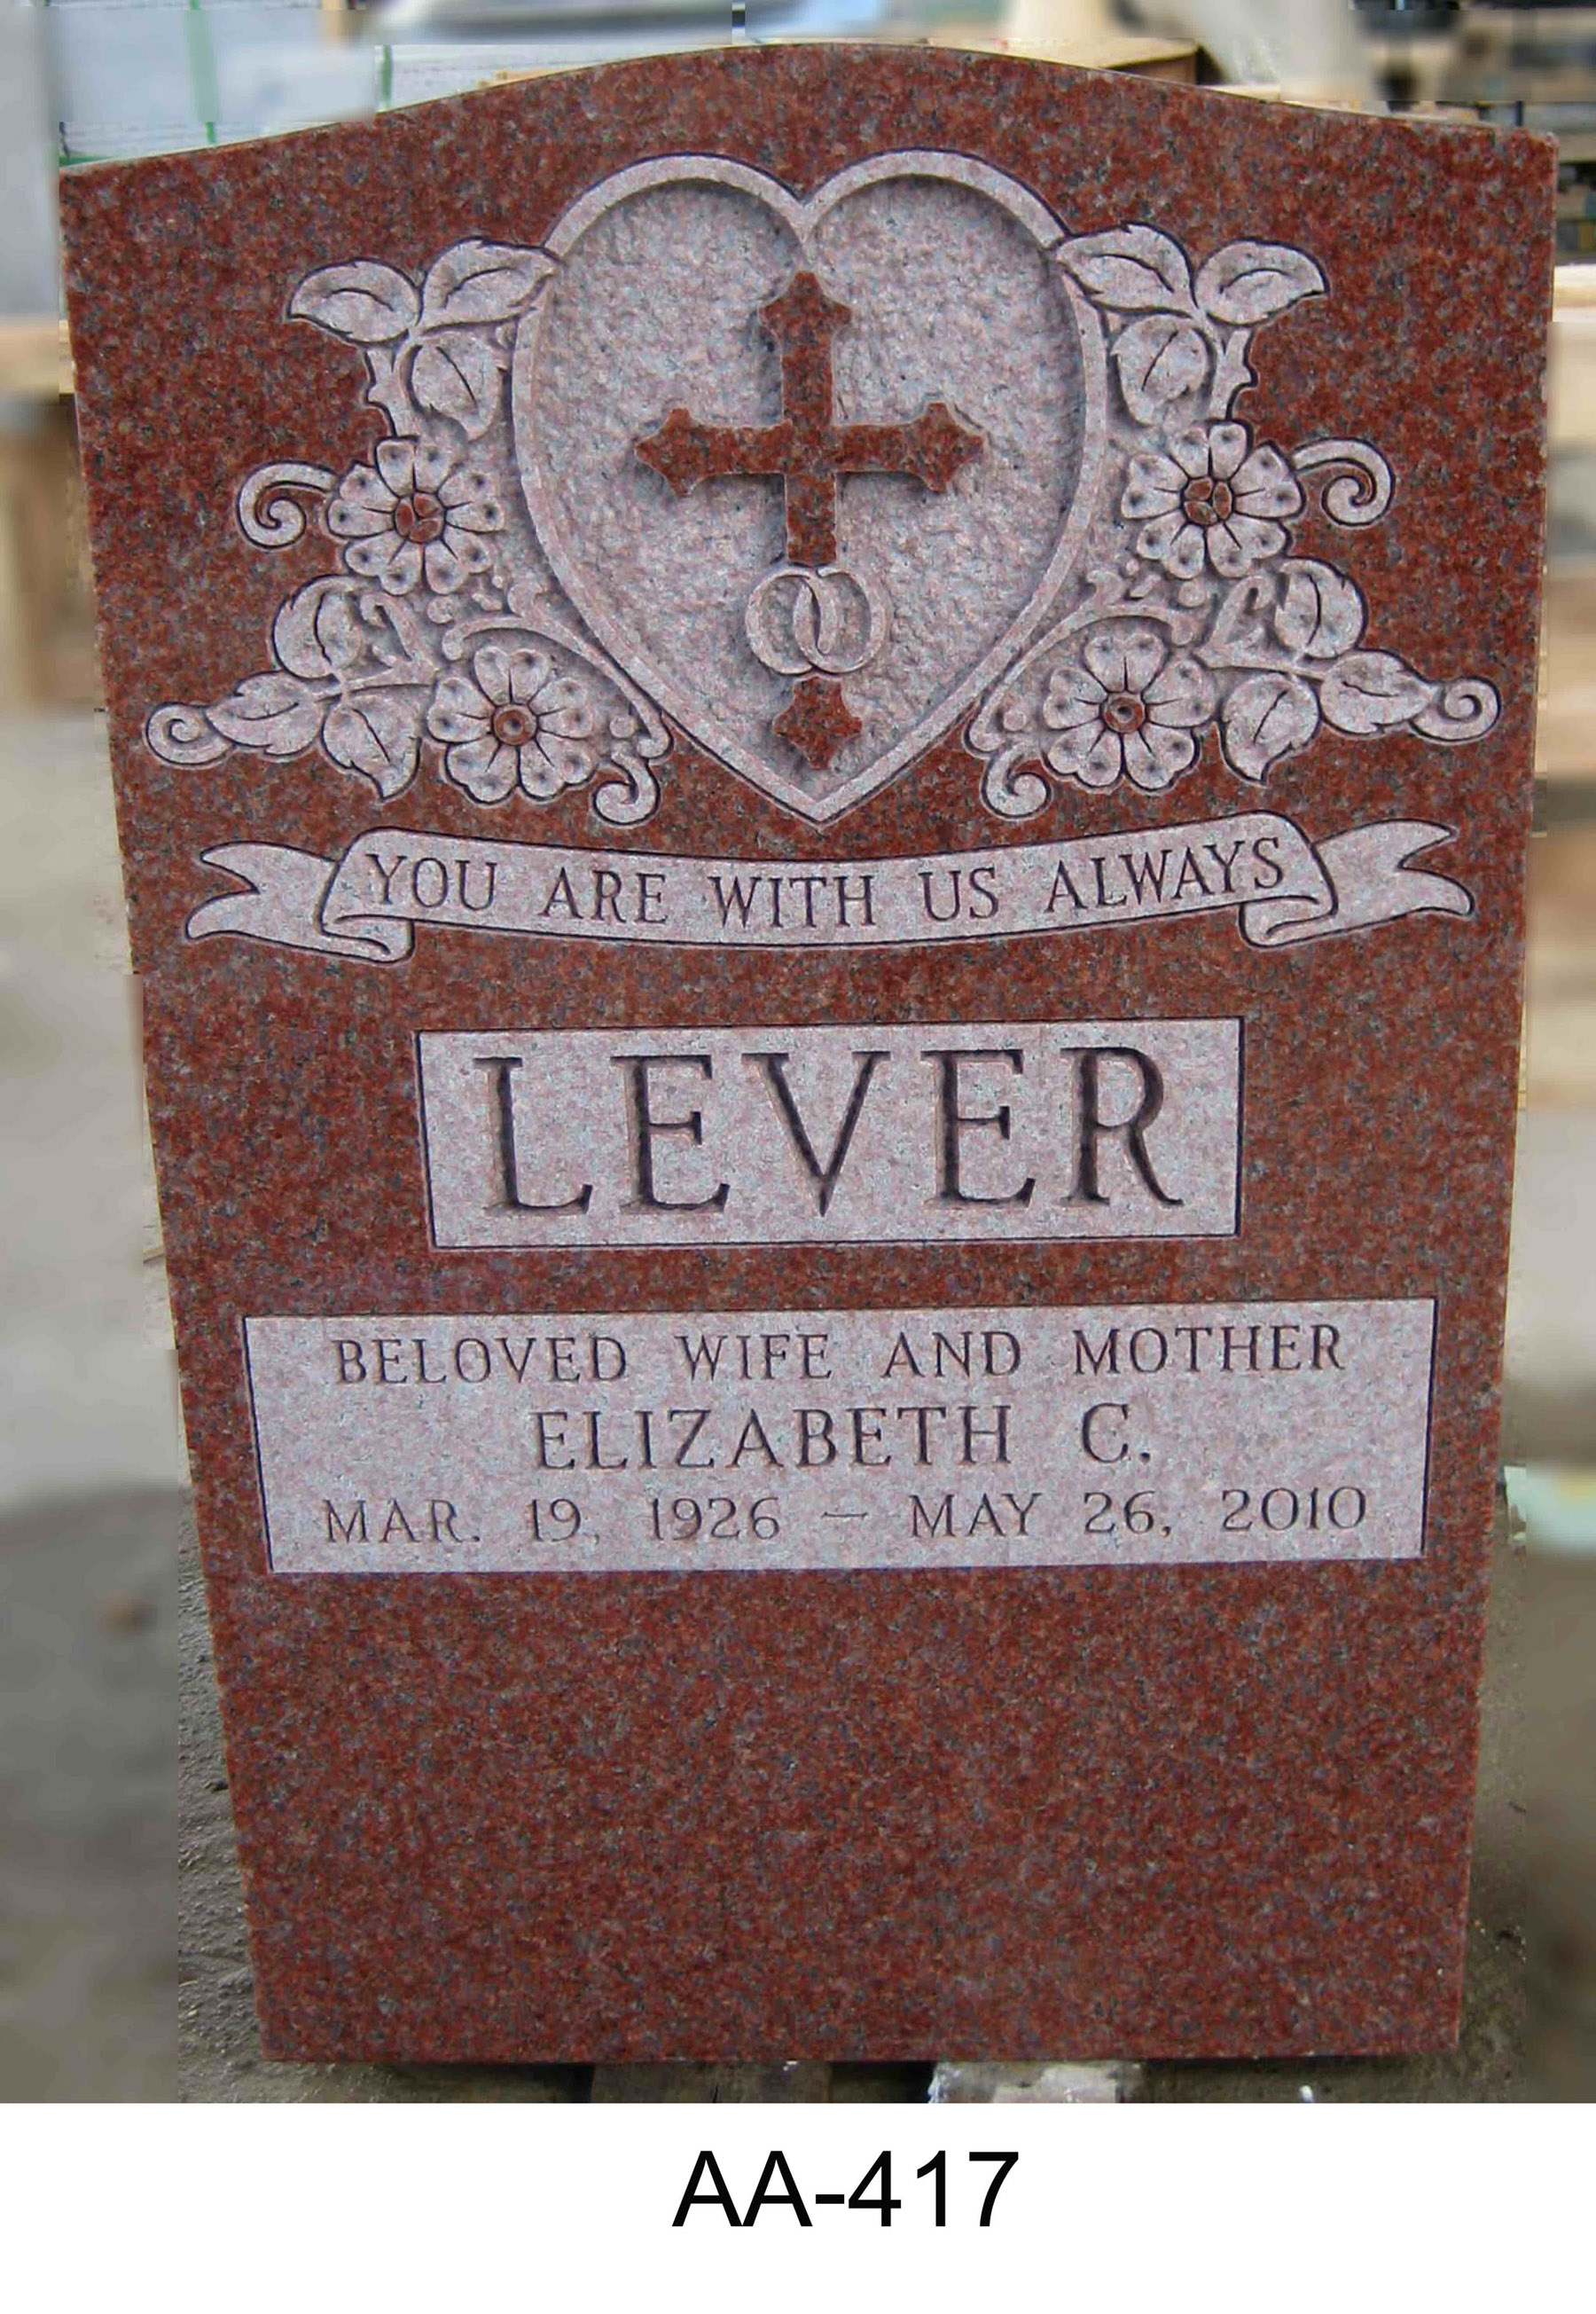 YOU ARE WITH US ALWAYS
LEVER
BELOVED WIFE AND MOTHER
ELIZABETH C.
MAR. 19, 1926 – MAY 26, 2010
AA-417